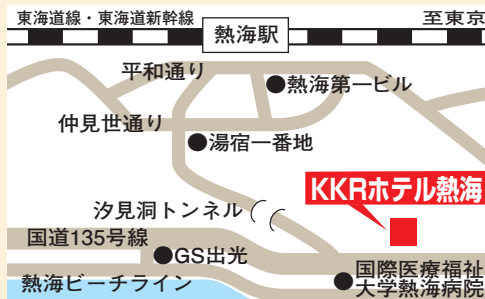 東海道線・東海道新幹線
至東京
熱海駅
平和通り
熱海第一ビル
仲見世通り
湯宿一番地
KKRホテル熱海
汐見洞トンネル
国道135号線
GS出光
国際医療福祉
大学熱海病院
熱海ビーチライン